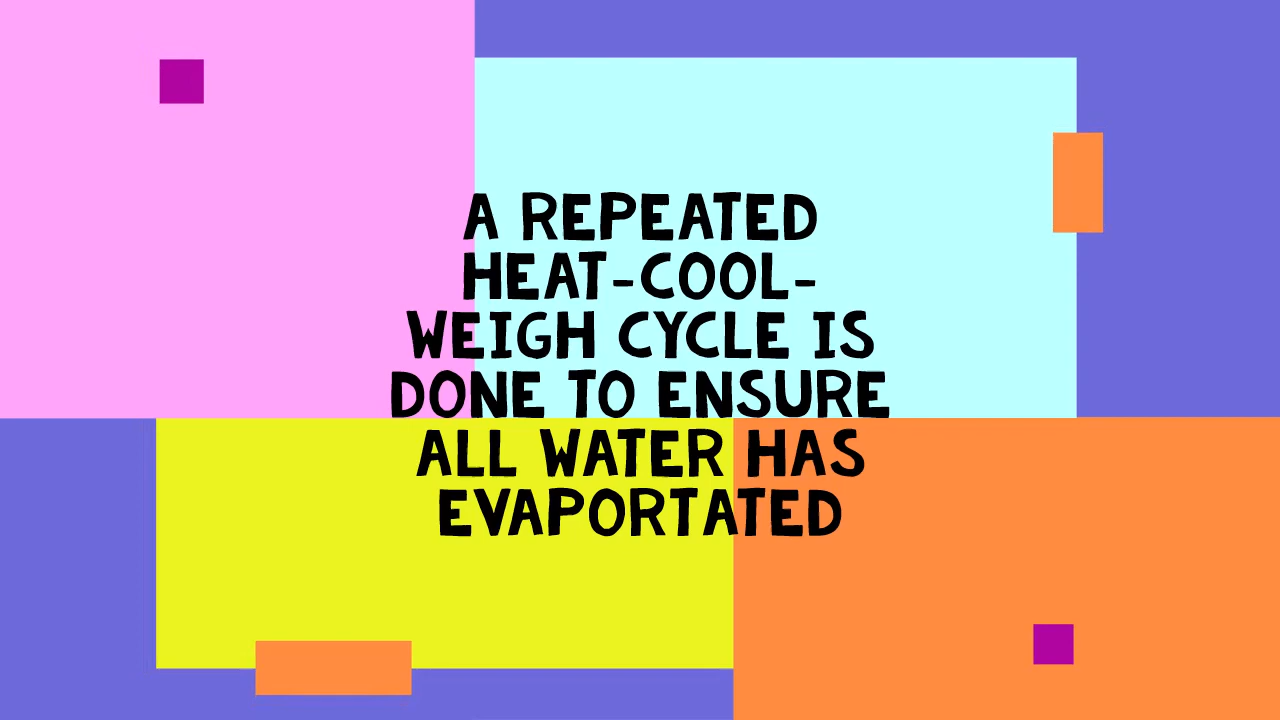 A REPEATED
HEAT-COOL-
WEIGH CYCLE IS
DONE TO ENSURE
ALL WATER HAS
EVAPORTATED